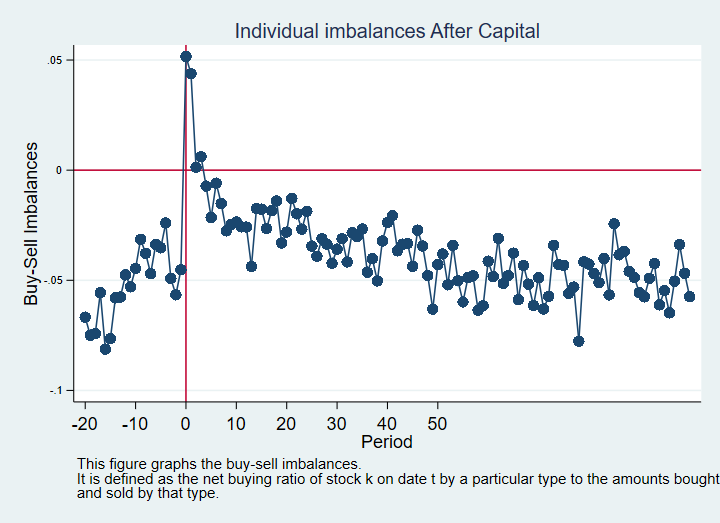 Individual imbalances After Capital
.05
0
-.05
-.1
Buy-Sell Imbalances
-20 -10 0 10 20 30 40 50
Period
This figure graphs the buy-sell imbalances.
It is defined as the net buying ratio of stock k on date t by a particular type to the amounts bought
and sold by that type.